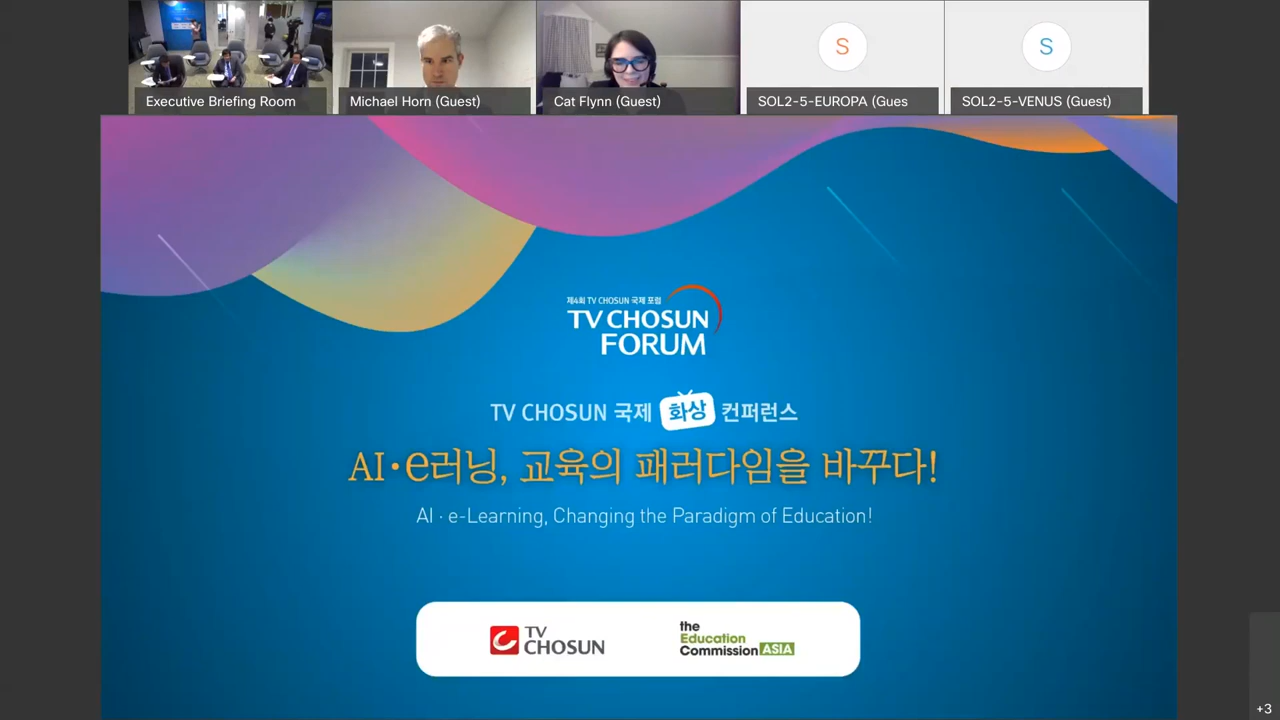 Executive Briefing Room
Michael Horn (Guest)
Cat Flynn (Guest)
S
SOL2-5-EUROPA (Gues
S
SOL2-5-VENUS (Guest)
제4회 TV CHOSUN 국제 포럼
TV CHOSUN
FORUM
TV CHOSUN 국제 화상 컨퍼런스
AI·e러닝, 교육의 패러다임을 바꾸다!
AI · e-Learning, Changing the Paradigm of Education!
TV
CHOSUN
the
Education
Commission ASIA
+3